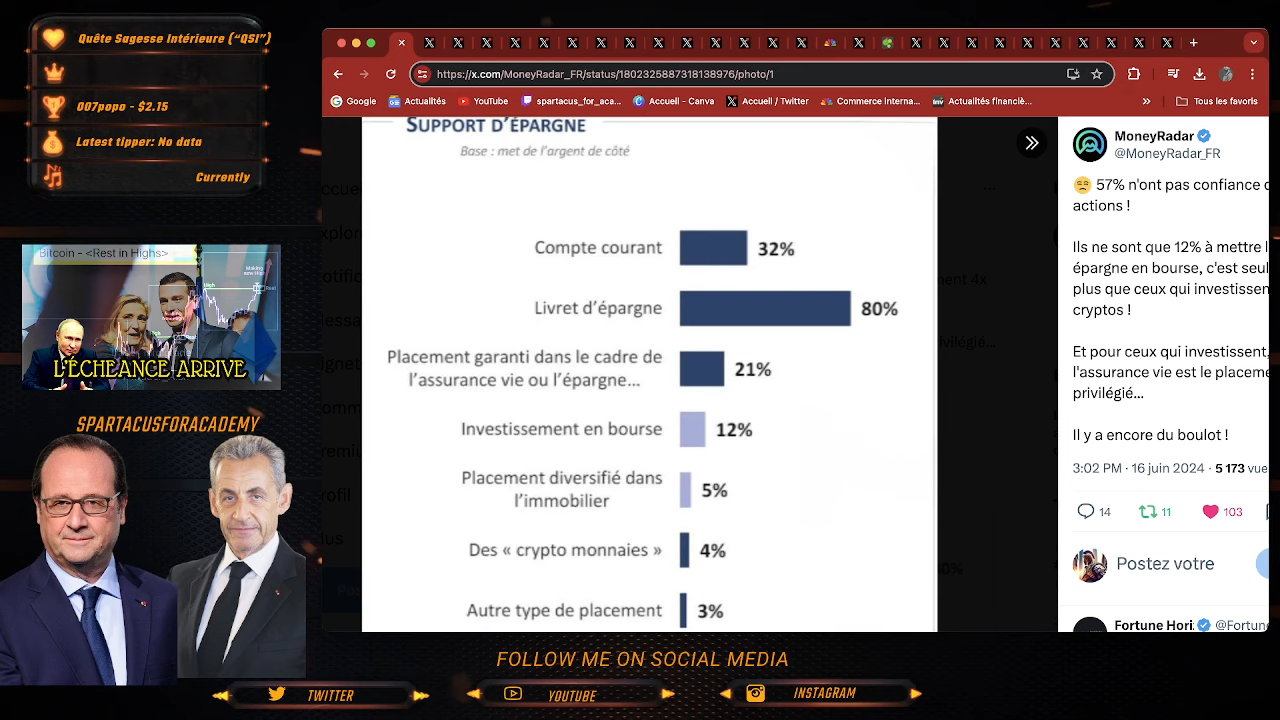 Quête Sagesse Intérieure ("QSI")
007popo - $2.15
Latest tipper: No data
Currently
Bitcoin - <Rest in Highs>
L'ÉCHEANCE ARRIVE
SPARTACUSFORACADEMY
https://x.com/MoneyRadar_FR/status/1802325887318138976/photo/1
Google
Actualités
YouTube
spartacus_for_aca...
Accueil - Canva
Accueil / Twitter
Commerce Interna...
Actualités financiè...
Tous les favoris
SUPPORT D'ÉPARGNE
Base : met de l'argent de côté
Compte courant 32%
Livret d'épargne 80%
Placement garanti dans le cadre de
l'assurance vie ou l'épargne... 21%
Investissement en bourse 12%
Placement diversifié dans
l'immobilier 5%
Des « crypto monnaies » 4%
Autre type de placement 3%
MoneyRadar
@MoneyRadar_FR
57% n'ont pas confiance
actions !
Ils ne sont que 12% à mettre
épargne en bourse, c'est seul
plus que ceux qui investissen
cryptos !
Et pour ceux qui investissent,
l'assurance vie est le placeme
privilégié...
Il y a encore du boulot !
3:02 PM · 16 juin 2024 · 5 173 vue
14 11 103
Postez votre
Fortune Hori @Fortune
FOLLOW ME ON SOCIAL MEDIA
TWITTER
YOUTUBE
INSTAGRAM